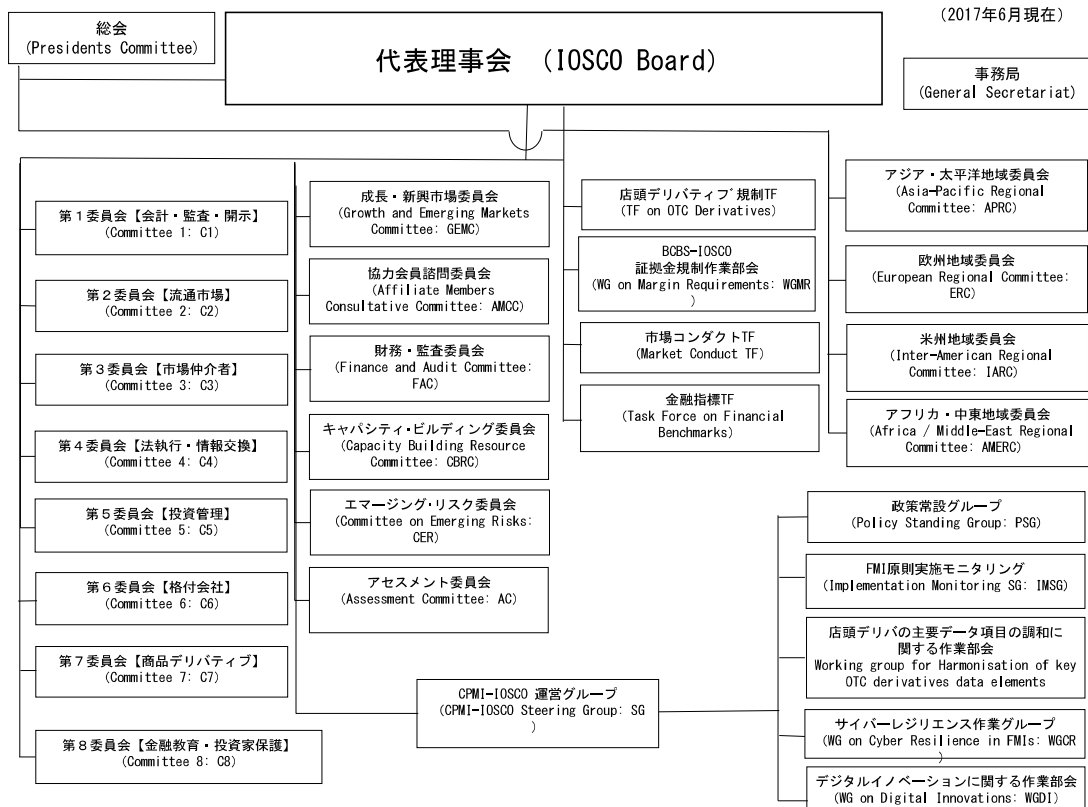 (2017年6月現在)
総会
(Presidents Committee)
代表理事会 (IOSCO Board)
事務局
(General Secretariat)
第1委員会【会計・監査・開示】
(Committee 1: C1)
第2委員会【流通市場】
(Committee 2: C2)
第3委員会【市場仲介者】
(Committee 3: C3)
第4委員会【法執行・情報交換】
(Committee 4: C4)
第5委員会【投資管理】
(Committee 5: C5)
第6委員会【格付会社】
(Committee 6: C6)
第7委員会【商品デリバティブ】
(Committee 7: C7)
第8委員会【金融教育・投資家保護】
(Committee 8: C8)
成長・新興市場委員会
(Growth and Emerging Markets
Committee: GEMC)
協力会員諮問委員会
(Affiliate Members
Consultative Committee: AMCC)
財務・監査委員会
(Finance and Audit Committee:
FAC)
キャパシティ・ビルディング委員会
(Capacity Building Resource
Committee: CBRC)
エマージング・リスク委員会
(Committee on Emerging Risks:
CER)
アセスメント委員会
(Assessment Committee: AC)
店頭デリバティブ規制TF
(TF on OTC Derivatives)
BCBS-IOSCO
証拠金規制作業部会
(WG on Margin Requirements: WGMR
)
市場コンダクトTF
(Market Conduct TF)
金融指標TF
(Task Force on Financial
Benchmarks)
アジア・太平洋地域委員会
(Asia-Pacific Regional
Committee: APRC)
欧州地域委員会
(European Regional Committee:
ERC)
米州地域委員会
(Inter-American Regional
Committee: IARC)
アフリカ・中東地域委員会
(Africa / Middle-East Regional
Committee: AMERC)
CPMI-IOSCO 運営グループ
(CPMI-IOSCO Steering Group: SG
)
政策常設グループ
(Policy Standing Group: PSG)
FMI原則実施モニタリング
(Implementation Monitoring SG: IMSG)
店頭デリバの主要データ項目の調和に
関する作業部会
Working group for Harmonisation of key
OTC derivatives data elements
サイバーレジリエンス作業グループ
(WG on Cyber Resilience in FMIs: WGCR
)
デジタルイノベーションに関する作業部会
(WG on Digital Innovations: WGDI)